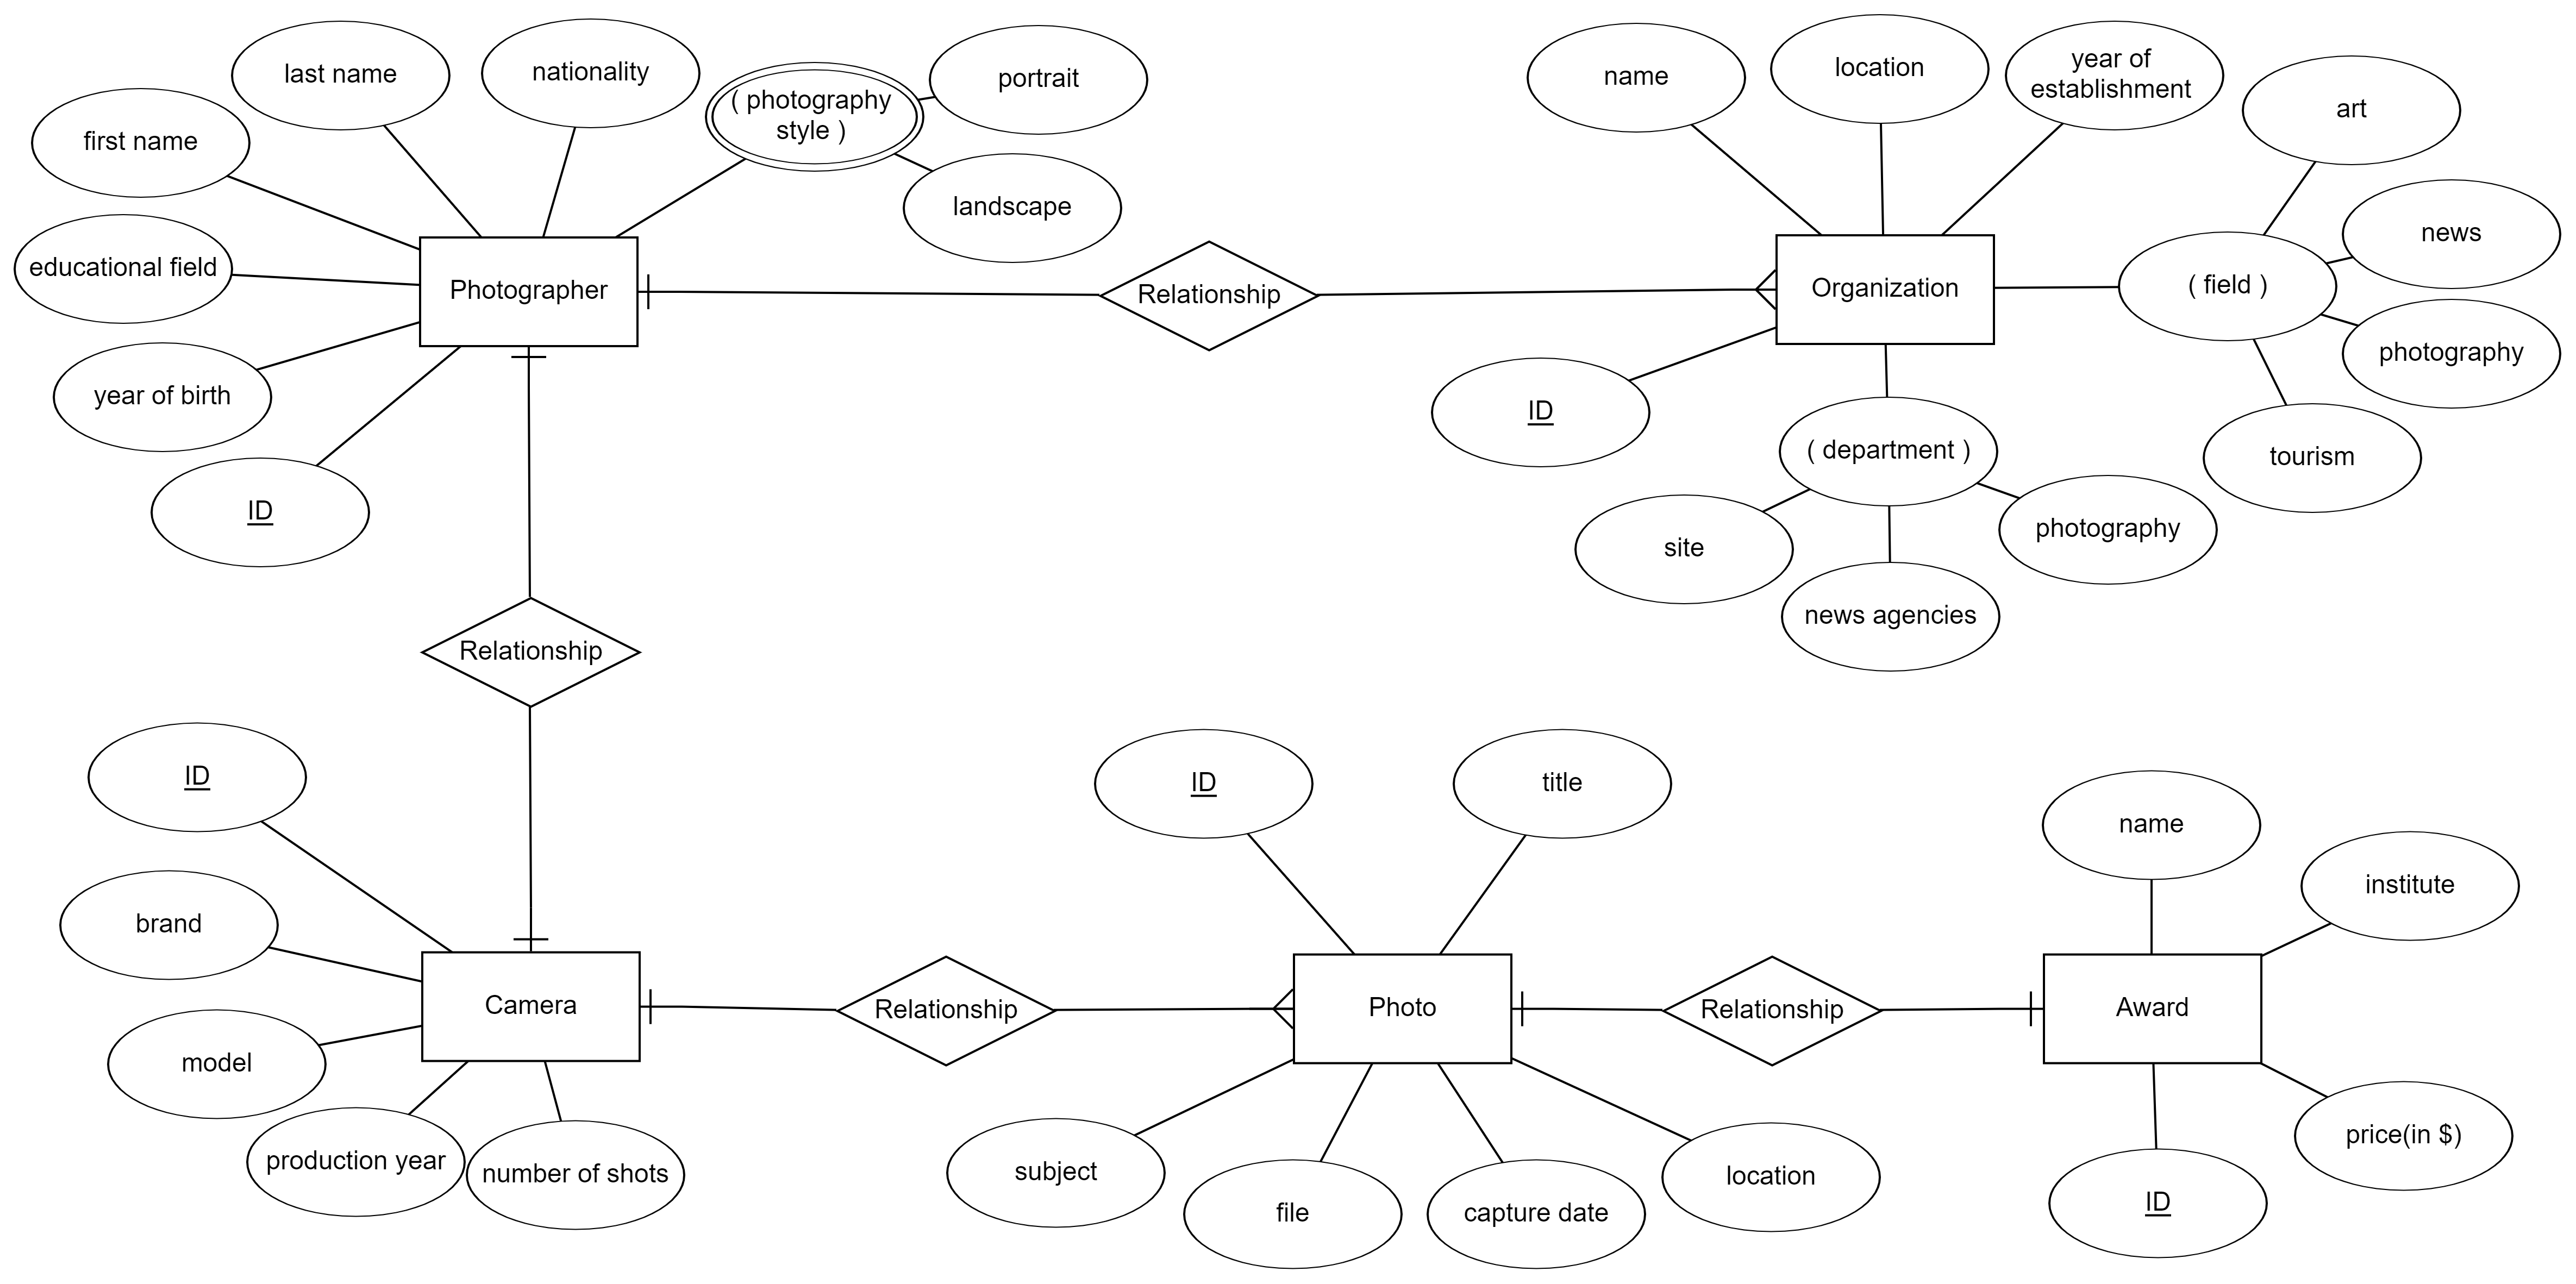 last name
nationality
( photography
style )
portrait
first name
landscape
educational field
Photographer
year of birth
ID
Relationship
name
location
year of
establishment
art
news
Organization
( field )
photography
ID
tourism
( department )
site
photography
news agencies
Relationship
ID
brand
Camera
model
production year
number of shots
Relationship
ID
title
Photo
subject
file
capture date
location
Relationship
name
institute
Award
price(in $)
ID